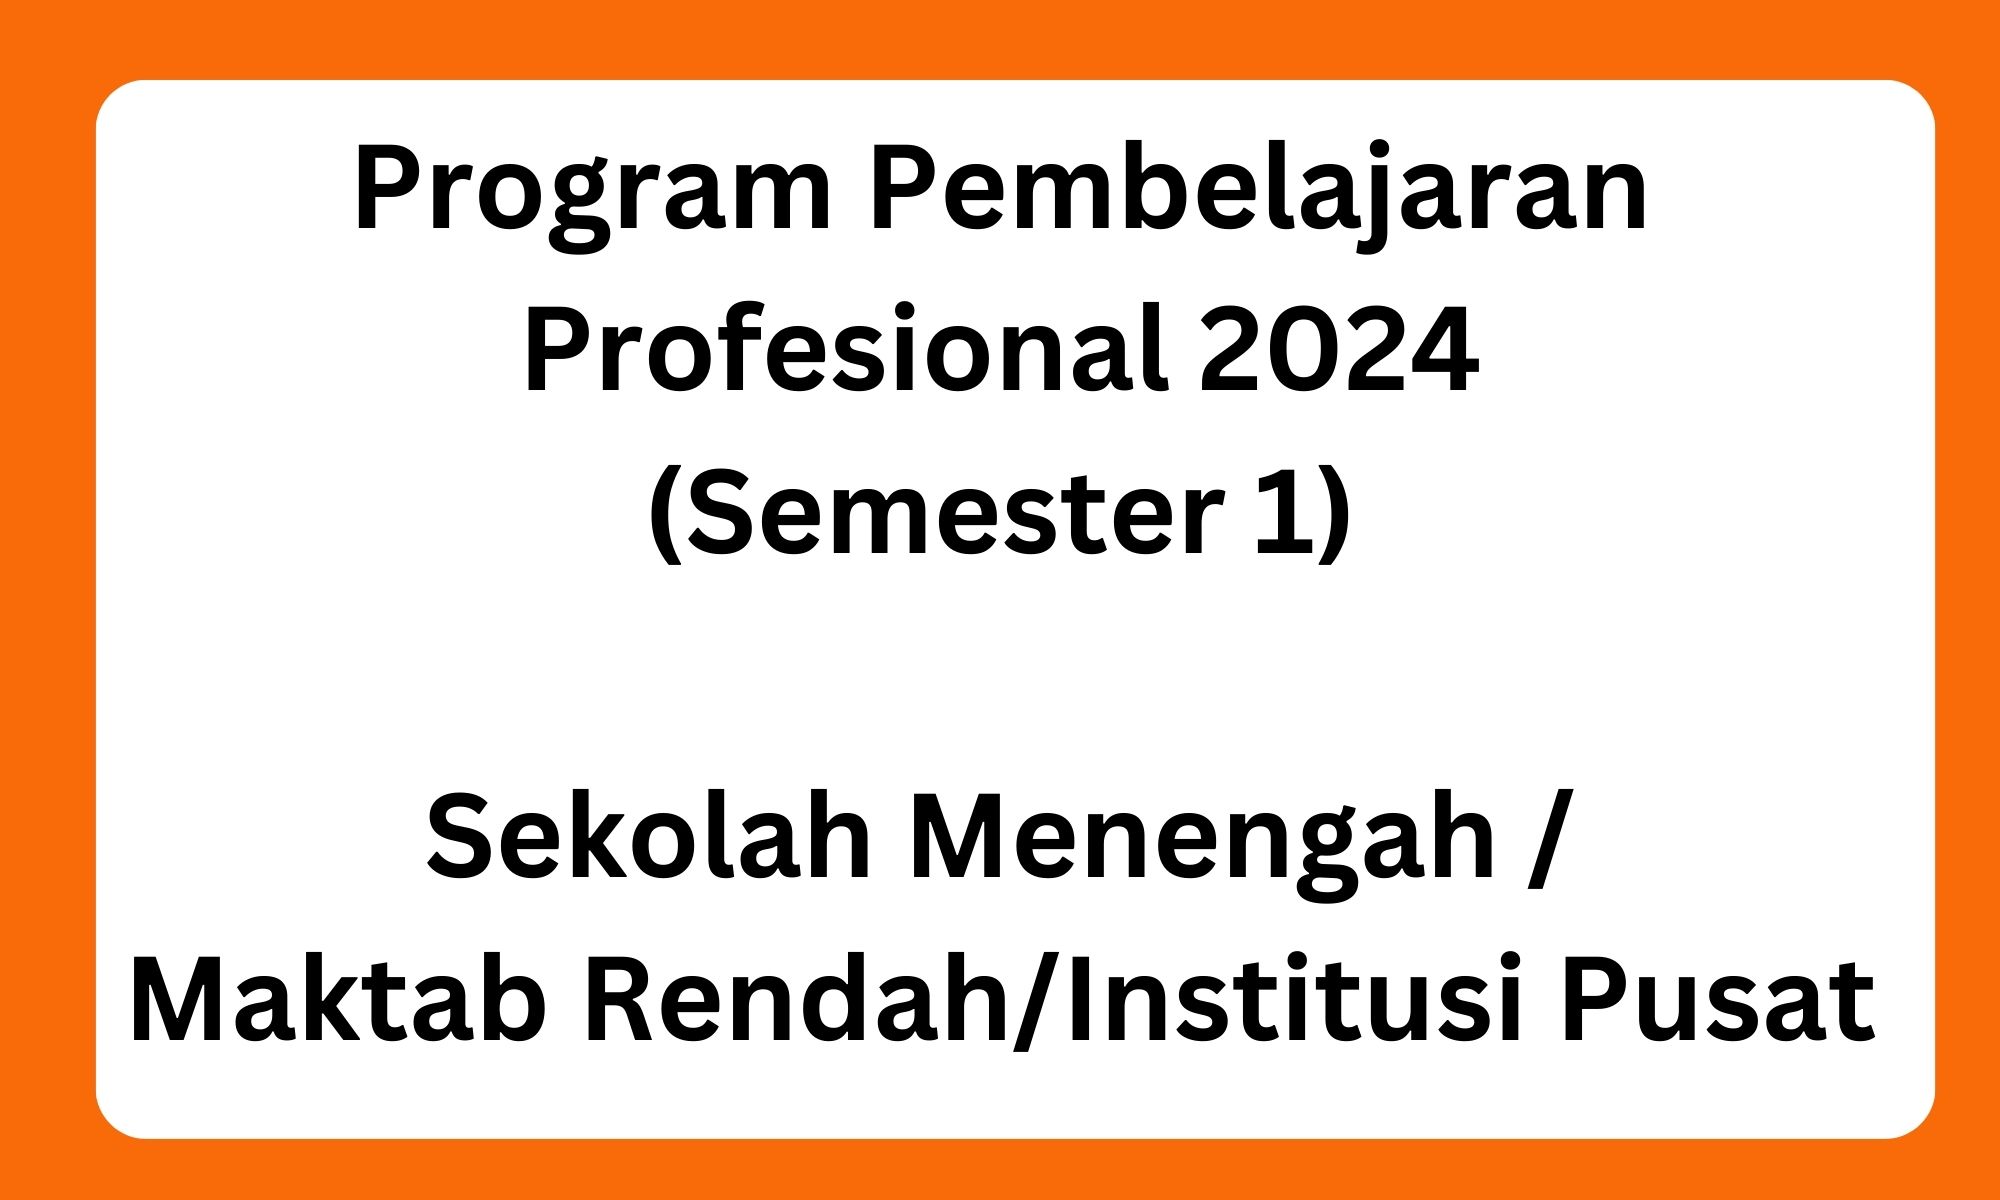 Program Pembelajaran
Profesional 2024
(Semester 1)
Sekolah Menengah /
Maktab Rendah/Institusi Pusat